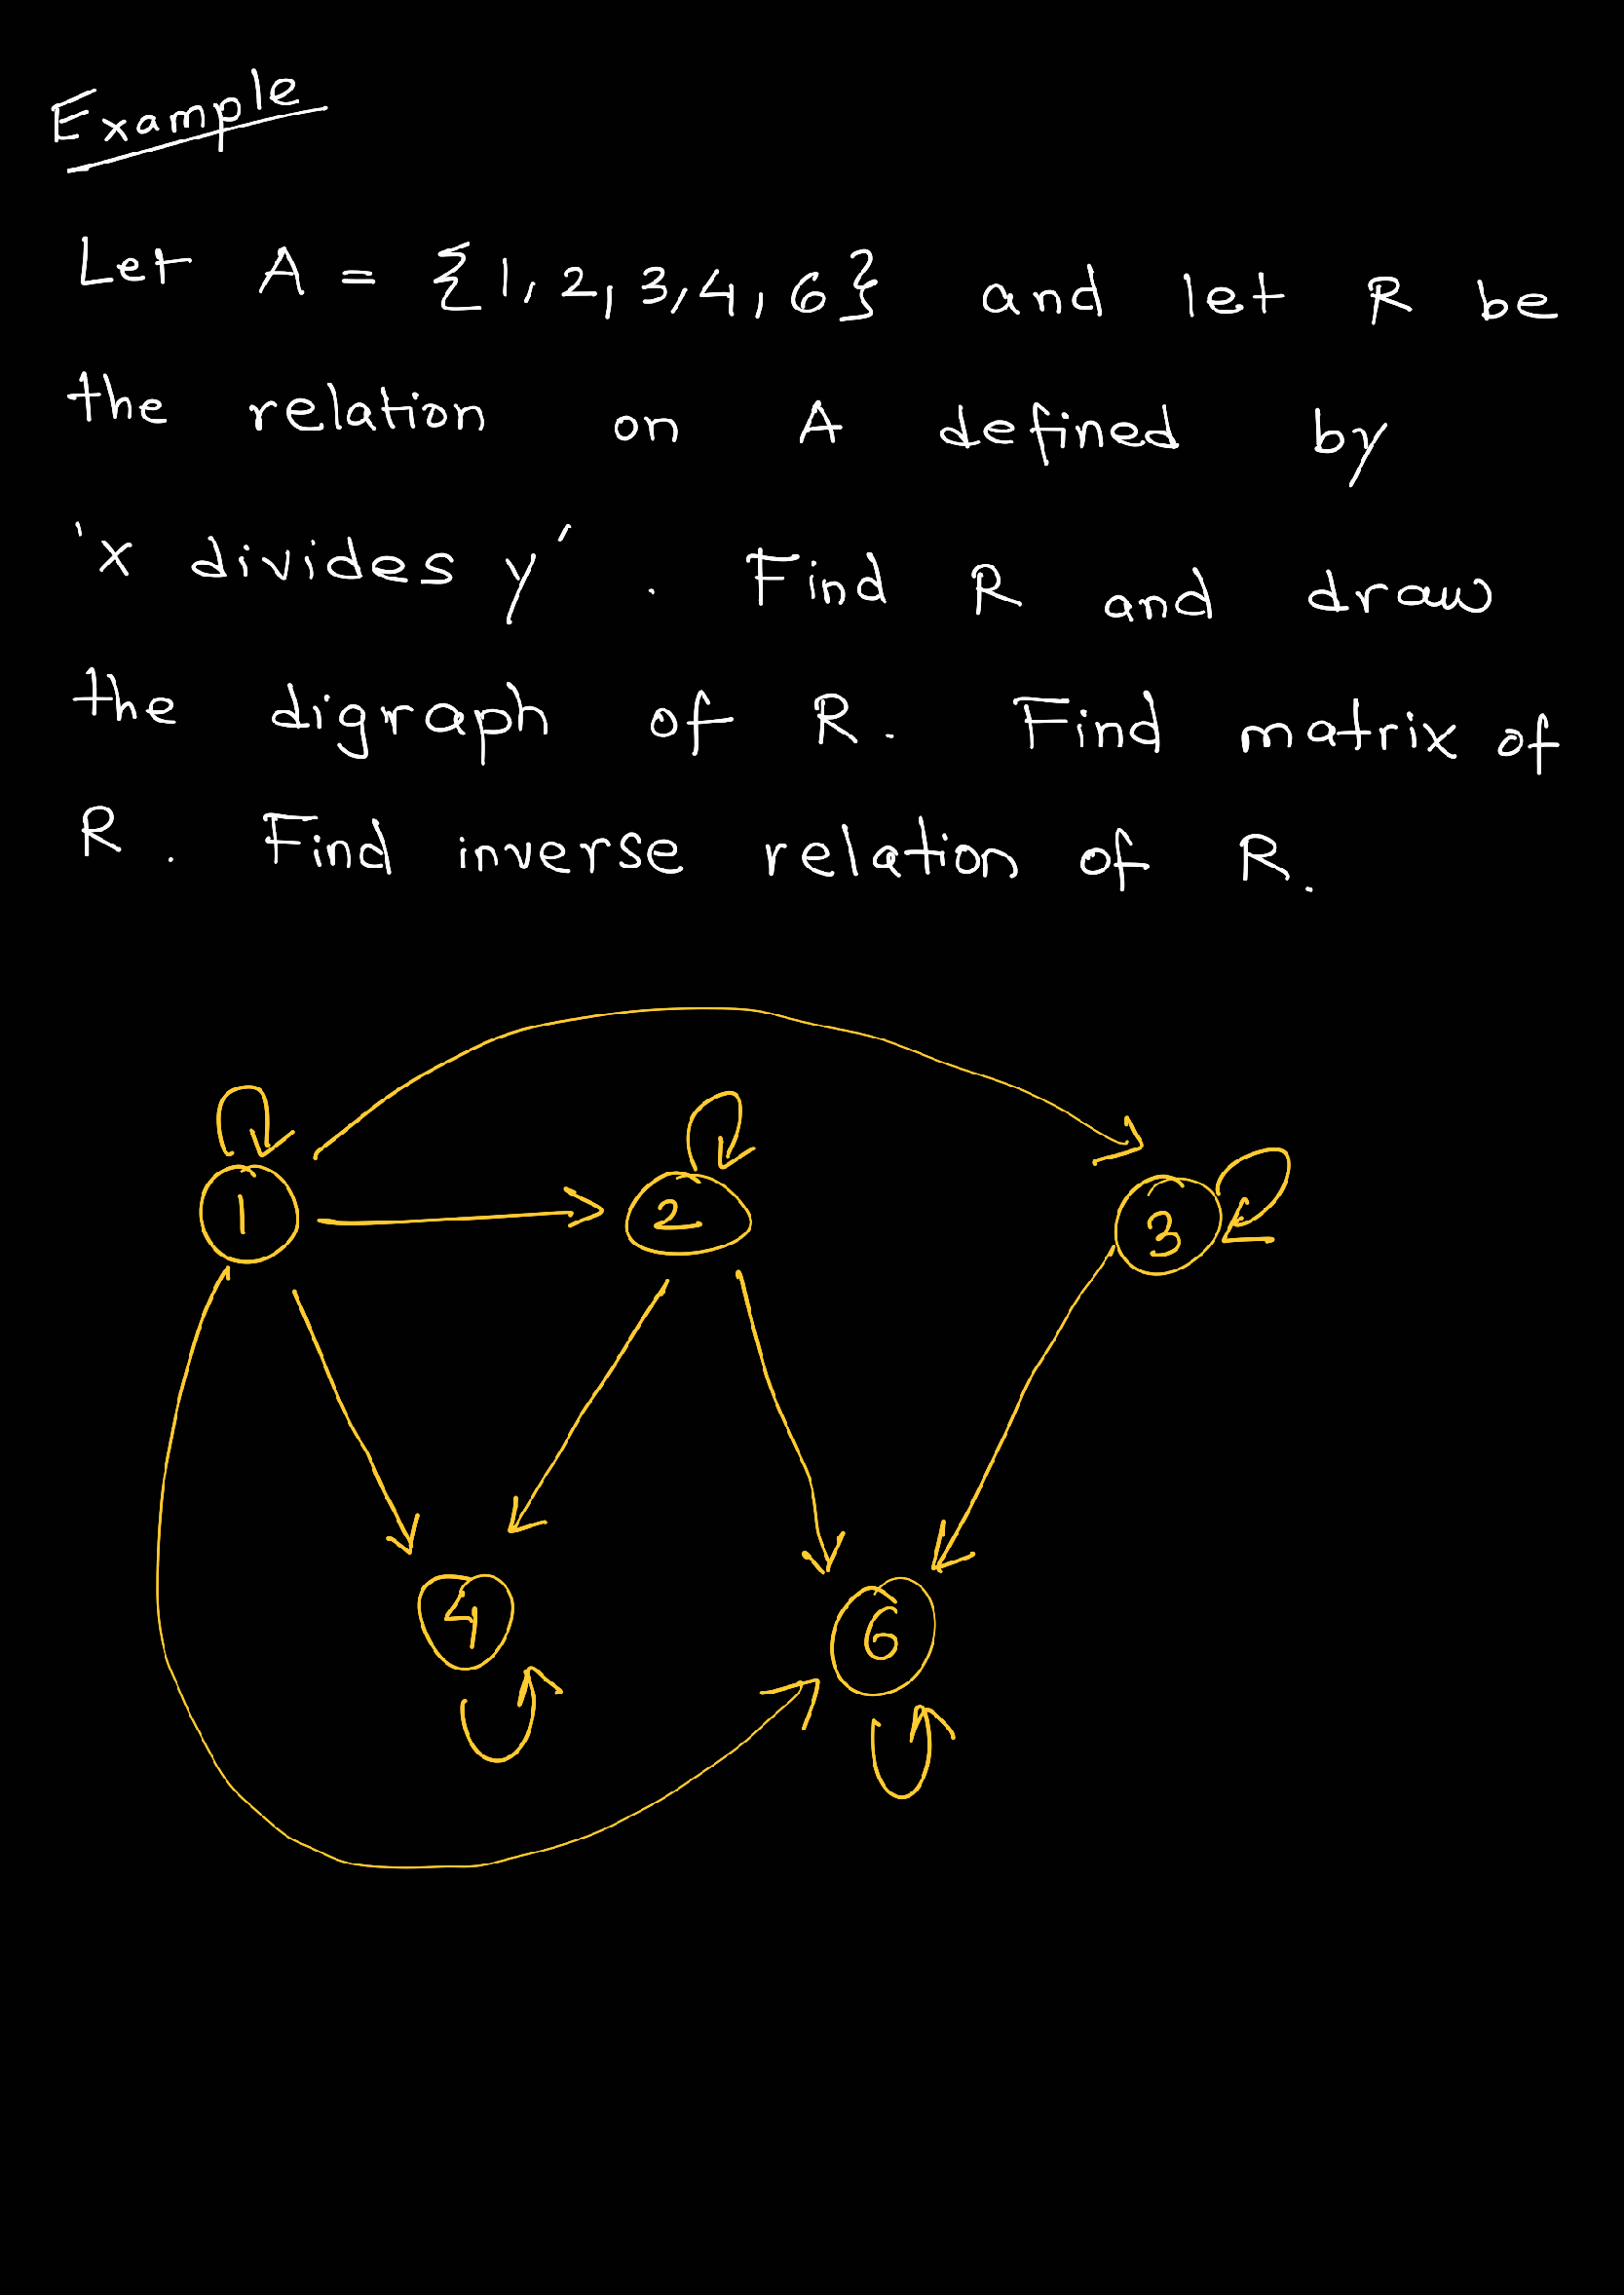 Example
Let A = {1, 2, 3, 4, 6} and let R be
the relation on A defined by
'x divides y'. Find R and draw
the digraph of R. Find matrix of
R. Find inverse relation of R.
1 2 3
4 6